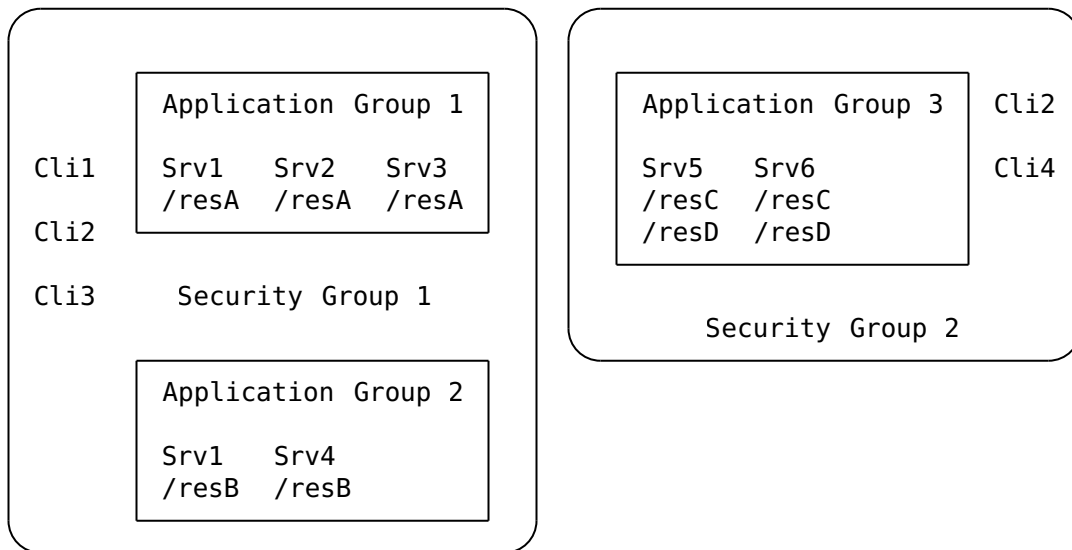 Application Group 1
Cli1 Srv1 Srv2 Srv3
/resA /resA /resA
Cli2
Cli3 Security Group 1
Application Group 2
Srv1 Srv4
/resB /resB
Application Group 3 Cli2
Srv5 Srv6 Cli4
/resC /resC
/resD /resD
Security Group 2